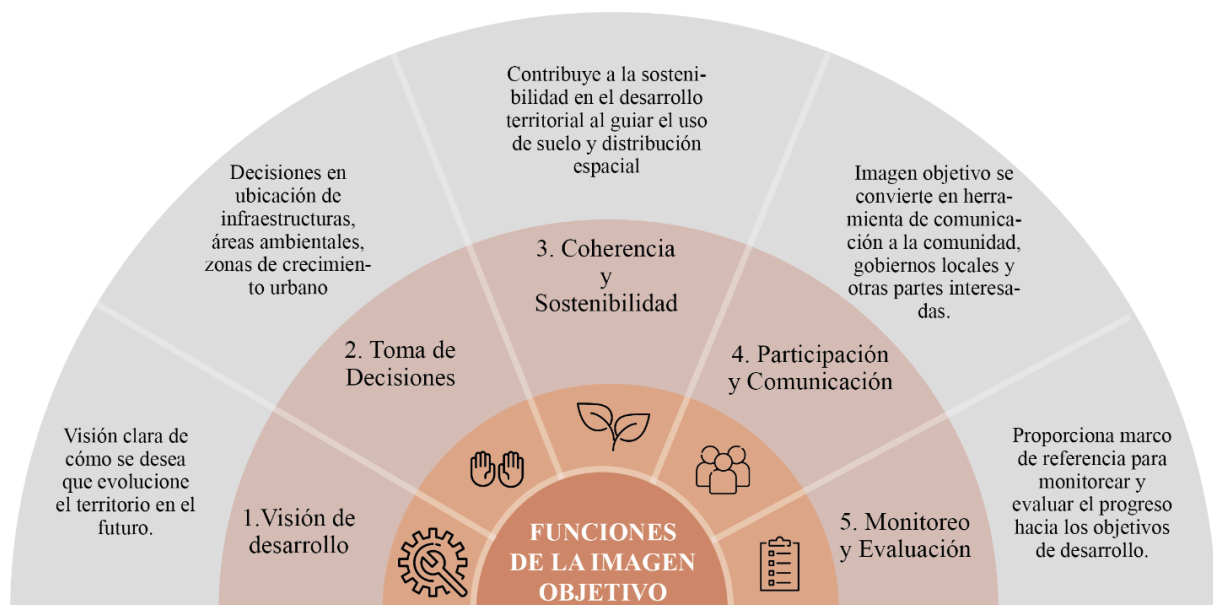 FUNCIONES
DE LA IMAGEN
OBJETIVO
1.Visión de
desarrollo
Visión clara de
cómo se desea
que evolucione
el territorio en el
futuro.
2. Toma de
Decisiones
Decisiones en
ubicación de
infraestructuras,
áreas ambientales,
zonas de crecimien-
to urbano
3. Coherencia
y
Sostenibilidad
Contribuye a la sosteni-
bilidad en el desarrollo
territorial al guiar el uso
de suelo y distribución
espacial
4. Participación
y Comunicación
Imagen objetivo se
convierte en herra-
mienta de comunica-
ción a la comunidad,
gobiernos locales y
otras partes interesa-
das.
5. Monitoreo
y Evaluación
Proporciona marco
de referencia para
monitorear y
evaluar el progreso
hacia los objetivos
de desarrollo.